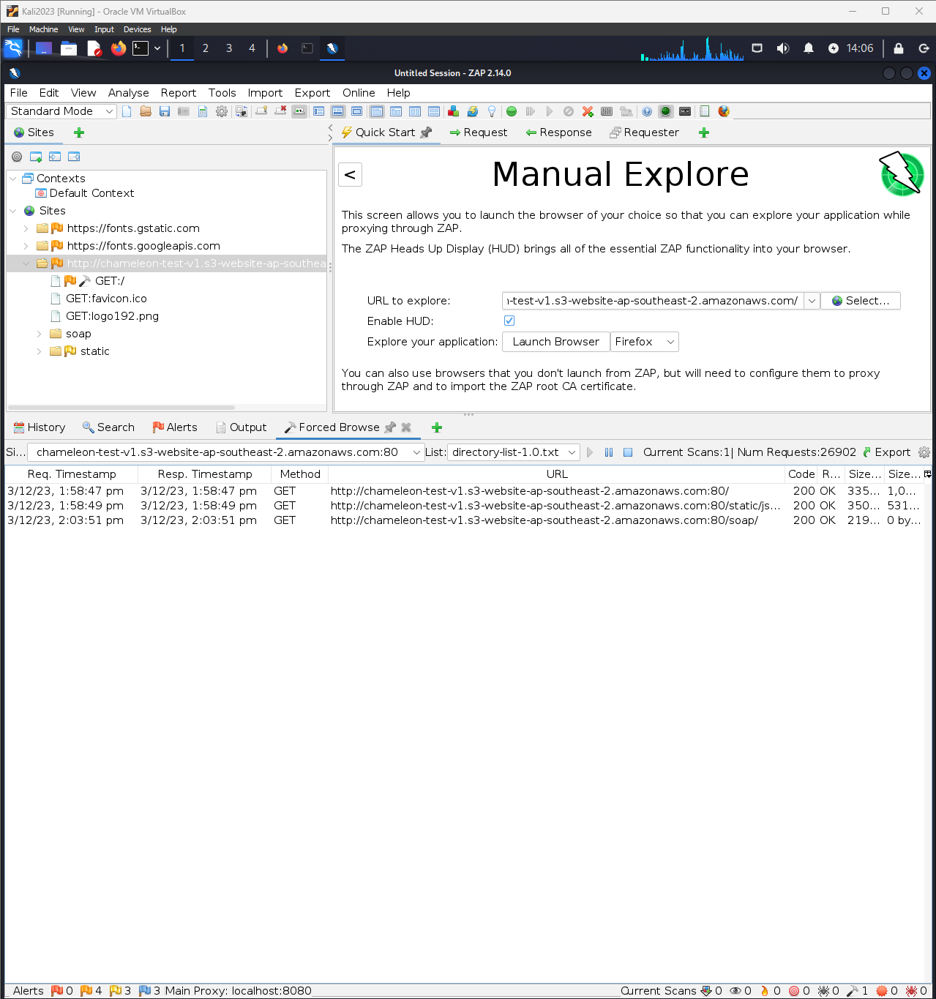 Kali2023 [Running] - Oracle VM VirtualBox
File Machine View Input Devices Help
1 2 3 4 14:06
Untitled Session - ZAP 2.14.0
File Edit View Analyse Report Tools Import Export Online Help
Standard Mode
Sites
Quick Start Request Response Requester
Contexts
Default Context
Sites
https://fonts.gstatic.com
https://fonts.googleapis.com
http://chameleon-test-v1.s3-website-ap-southea
GET:/
GET:favicon.ico
GET:logo192.png
soap
static
<
Manual Explore
This screen allows you to launch the browser of your choice so that you can explore your application while
proxying through ZAP.
The ZAP Heads Up Display (HUD) brings all of the essential ZAP functionality into your browser.
URL to explore: -test-v1.s3-website-ap-southeast-2.amazonaws.com/ Select...
Enable HUD:
Explore your application: Launch Browser Firefox
You can also use browsers that you don't launch from ZAP, but will need to configure them to proxy
through ZAP and to import the ZAP root CA certificate.
History Search Alerts Output Forced Browse
Si... chameleon-test-v1.s3-website-ap-southeast-2.amazonaws.com:80 List: directory-list-1.0.txt Current Scans:1| Num Requests:26902 Export
Req. Timestamp Resp. Timestamp Method URL Code R... Size... Size...
3/12/23, 1:58:47 pm 3/12/23, 1:58:47 pm GET http://chameleon-test-v1.s3-website-ap-southeast-2.amazonaws.com:80/ 200 OK 335... 1,0...
3/12/23, 1:58:49 pm 3/12/23, 1:58:49 pm GET http://chameleon-test-v1.s3-website-ap-southeast-2.amazonaws.com:80/static/js... 200 OK 350... 531...
3/12/23, 2:03:51 pm 3/12/23, 2:03:51 pm GET http://chameleon-test-v1.s3-website-ap-southeast-2.amazonaws.com:80/soap/ 200 OK 219... 0 by...
Alerts 0 4 3 3 Main Proxy: localhost:8080 Current Scans 0 0 0 0 0 1 0 0